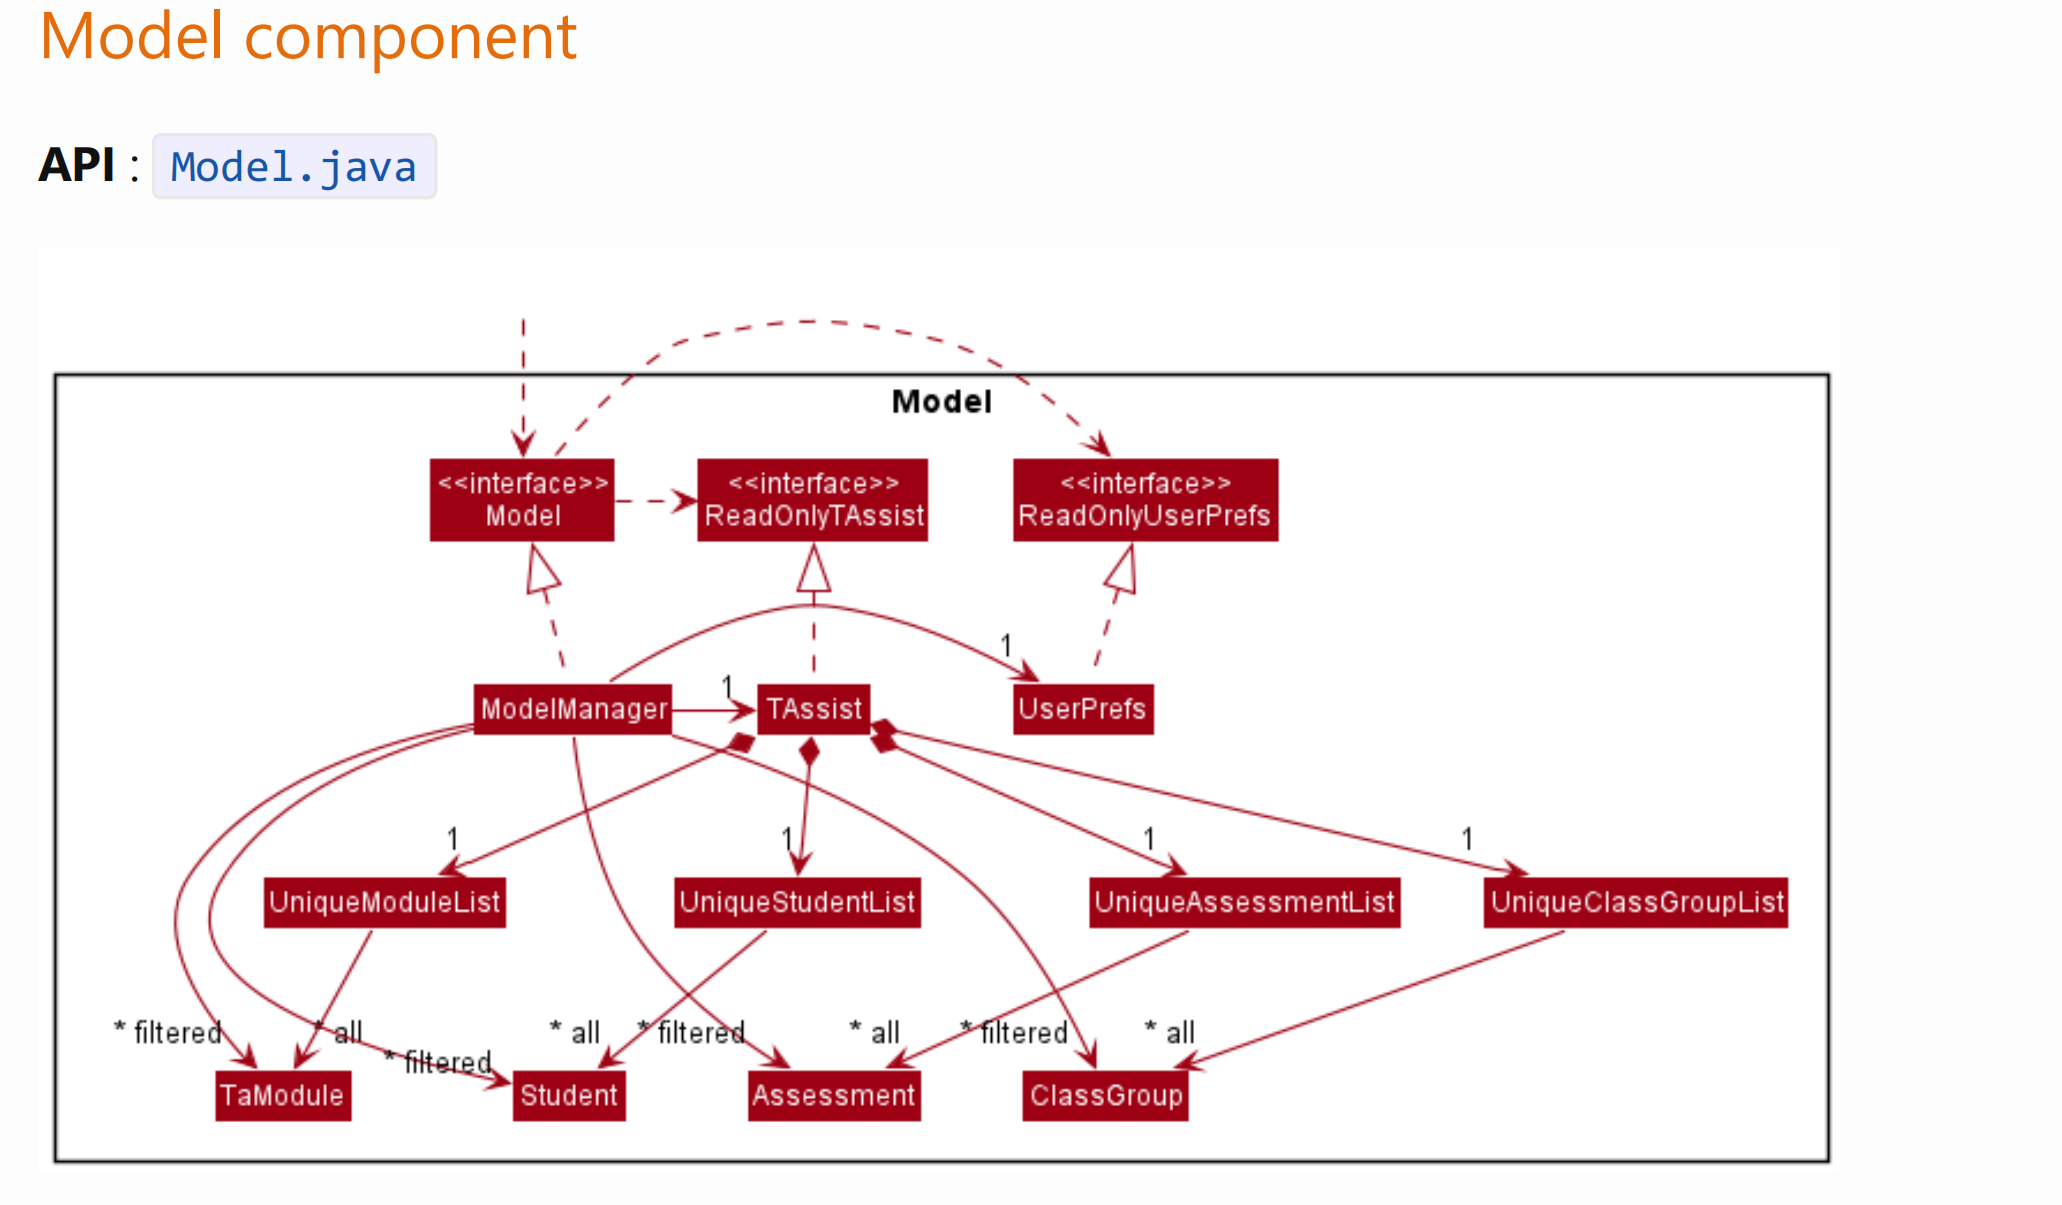 Model component
API : Model.java
Model
<<interface>>
Model
<<interface>>
ReadOnlyTAssist
<<interface>>
ReadOnlyUserPrefs
1
1
ModelManager
TAssist
UserPrefs
1
1
1
1
UniqueModuleList
UniqueStudentList
UniqueAssessmentList
UniqueClassGroupList
* filtered
* all
* filtered
* all
* filtered
* all
* filtered
* all
TaModule
Student
Assessment
ClassGroup